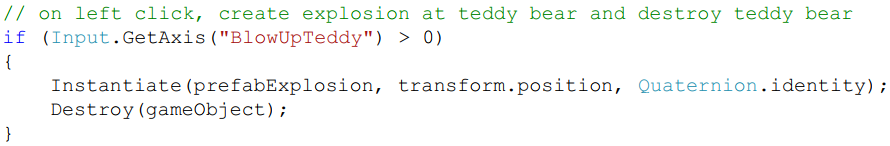 // on left click, create explosion at teddy bear and destroy teddy bear
if (Input.GetAxis("BlowUpTeddy") > 0)
{
    Instantiate(prefabExplosion, transform.position, Quaternion.identity);
    Destroy(gameObject);
}